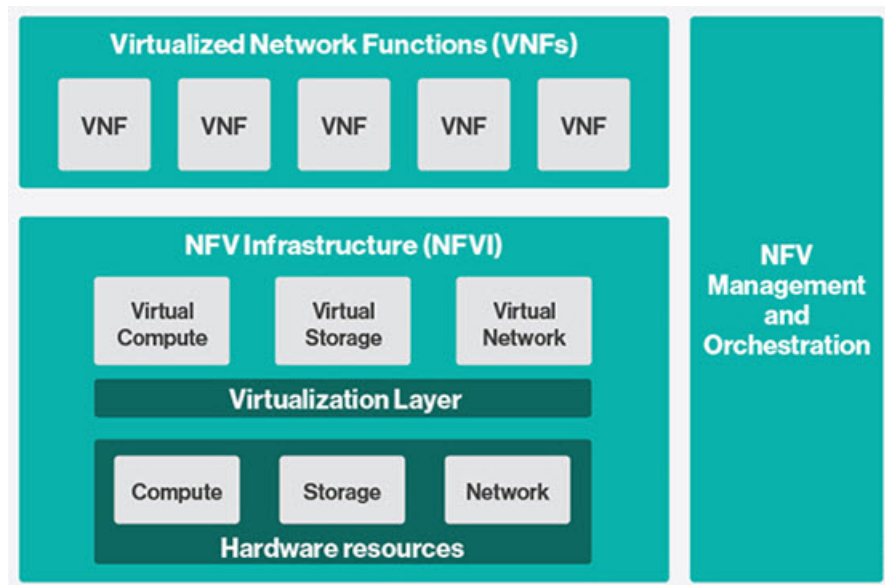 Virtualized Network Functions (VNFs)
VNF
VNF
VNF
VNF
VNF
NFV Infrastructure (NFVI)
Virtual
Compute
Virtual
Storage
Virtual
Network
Virtualization Layer
Compute
Storage
Network
Hardware resources
NFV
Management
and
Orchestration